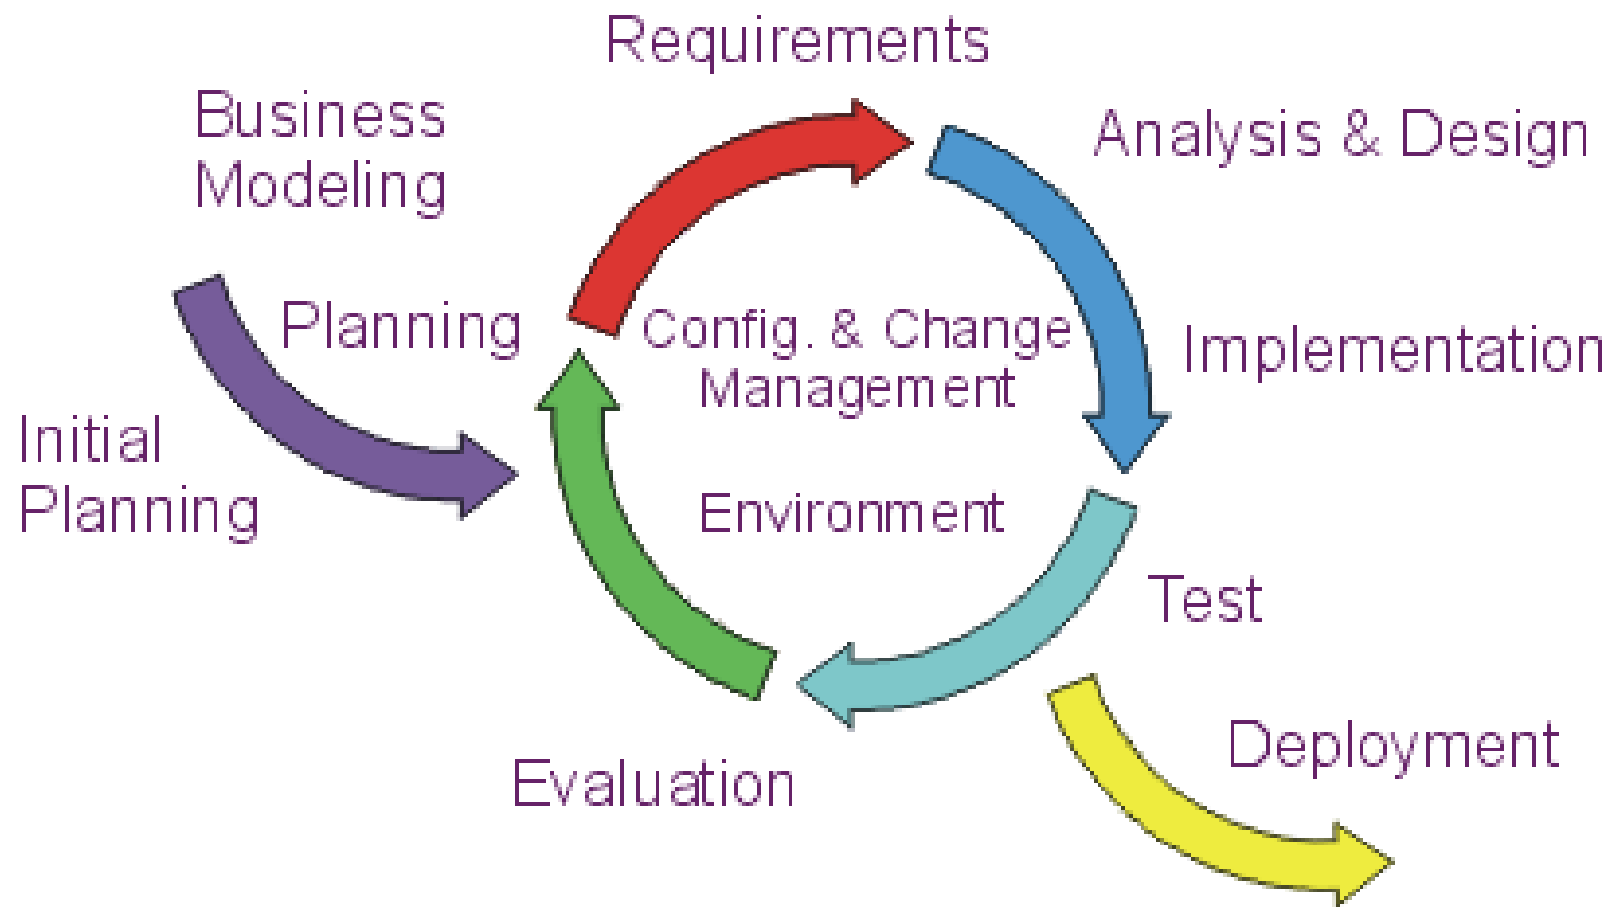 Requirements
Business
Modeling
Analysis & Design
Planning
Config. & Change
Management
Implementation
Initial
Planning
Environment
Test
Deployment
Evaluation